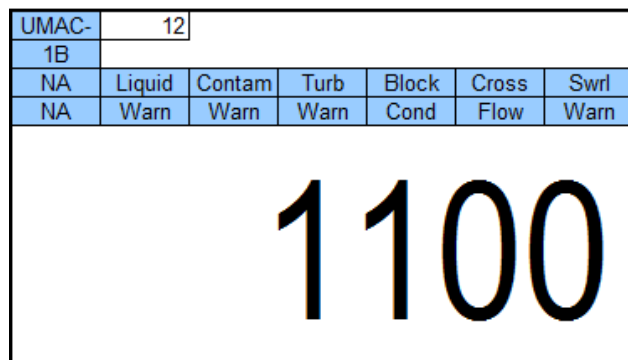 UMAC- 12
1B
NA Liquid Contam Turb Block Cross Swrl
NA Warn Warn Warn Cond Flow Warn
1100